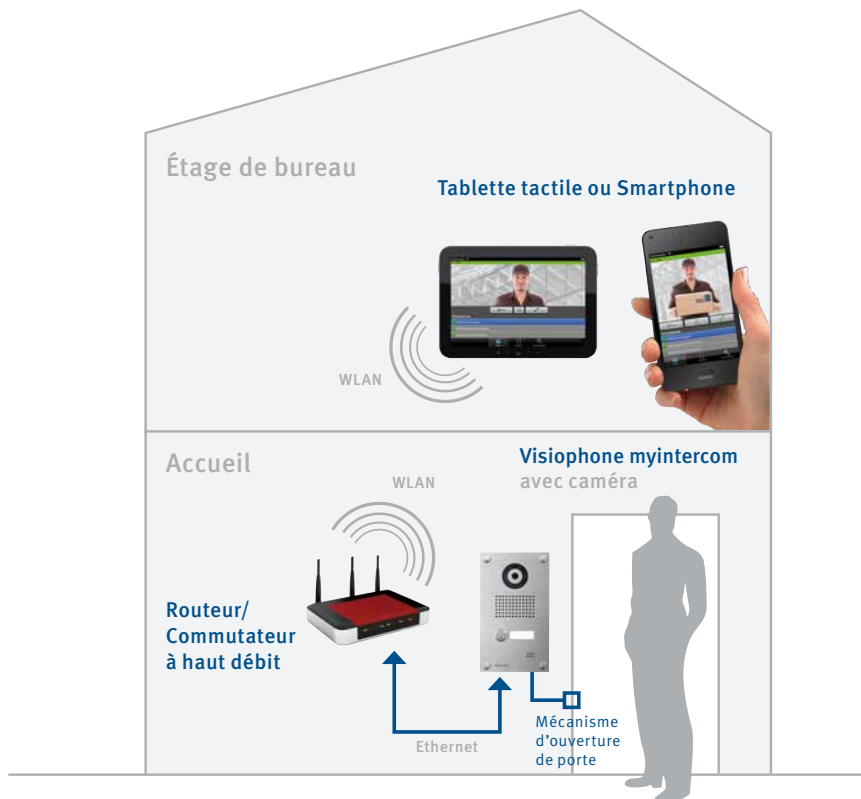 Étage de bureau
Tablette tactile ou Smartphone
WLAN
Accueil
Visiophone myintercom
avec caméra
WLAN
Routeur/
Commutateur
à haut débit
Ethernet
Mécanisme
d’ouverture
de porte